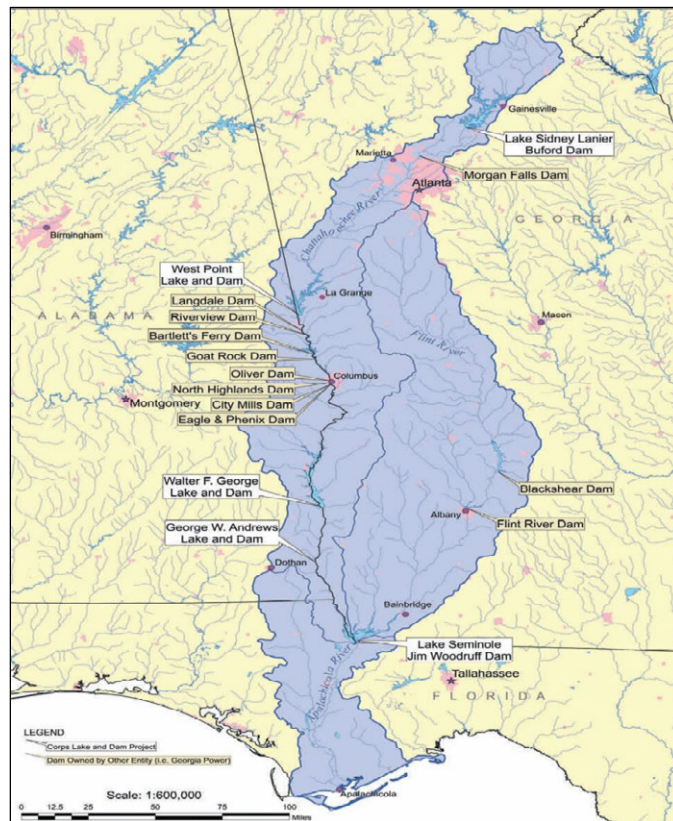 Gainesville
Lake Sidney Lanier
Buford Dam
Marietta
Morgan Falls Dam
Atlanta
Chattahoochee River
GEORGIA
Birmingham
West Point
Lake and Dam
La Grange
Langdale Dam
Riverview Dam
ALABAMA
Bartlett's Ferry Dam
Macon
Flint River
Goat Rock Dam
Oliver Dam
Columbus
North Highlands Dam
Montgomery
City Mills Dam
Eagle & Phenix Dam
Walter F. George
Lake and Dam
Blackshear Dam
Albany
Flint River Dam
George W. Andrews
Lake and Dam
Dothan
Bainbridge
Lake Seminole
Jim Woodruff Dam
Apalachicola River
Tallahassee
FLORIDA
LEGEND
Corps Lake and Dam Project
Dam Owned by Other Entity (i.e. Georgia Power)
Scale: 1:600,000
Apalachicola
0 12.5 25 50 75 100
Miles